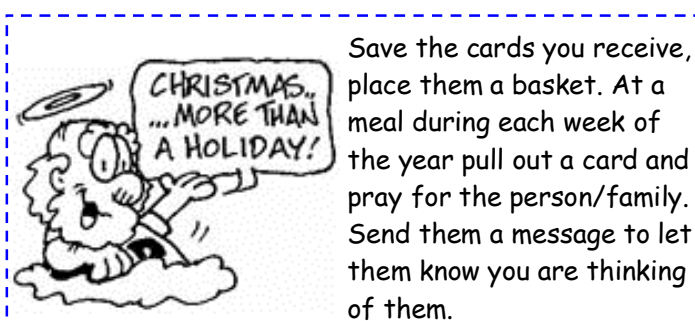 CHRISTMAS..
...MORE THAN
A HOLIDAY!
Save the cards you receive,
place them a basket. At a
meal during each week of
the year pull out a card and
pray for the person/family.
Send them a message to let
them know you are thinking
of them.